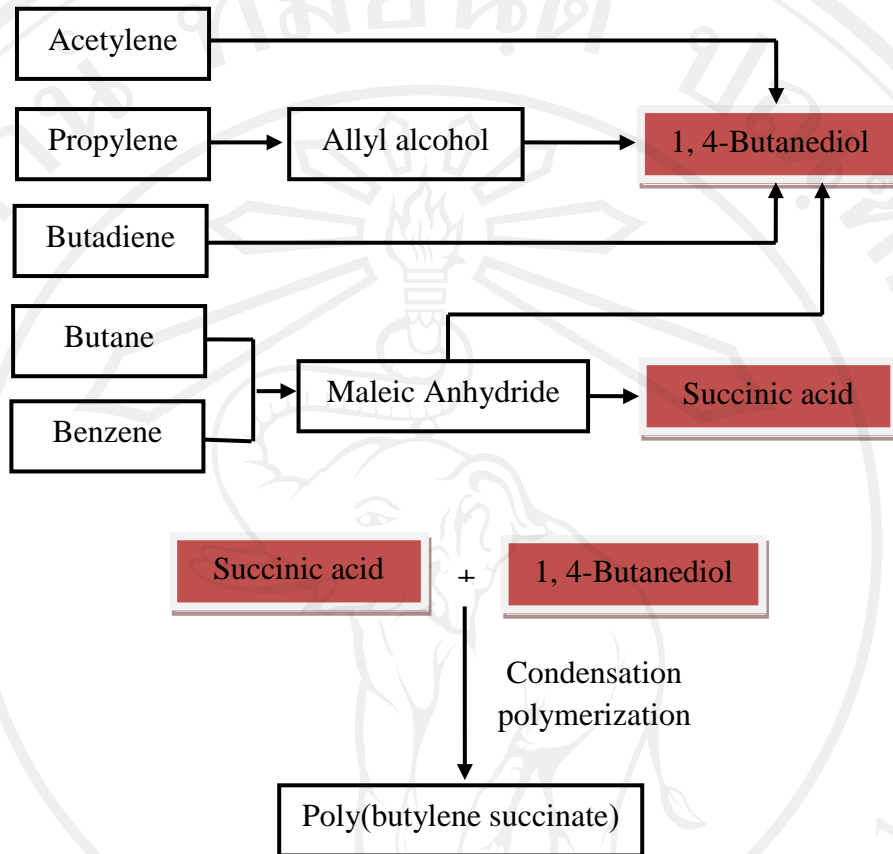 Acetylene
Propylene
Allyl alcohol
1, 4-Butanediol
Butadiene
Butane
Maleic Anhydride
Succinic acid
Benzene
Succinic acid
+
1, 4-Butanediol
Condensation
polymerization
Poly(butylene succinate)